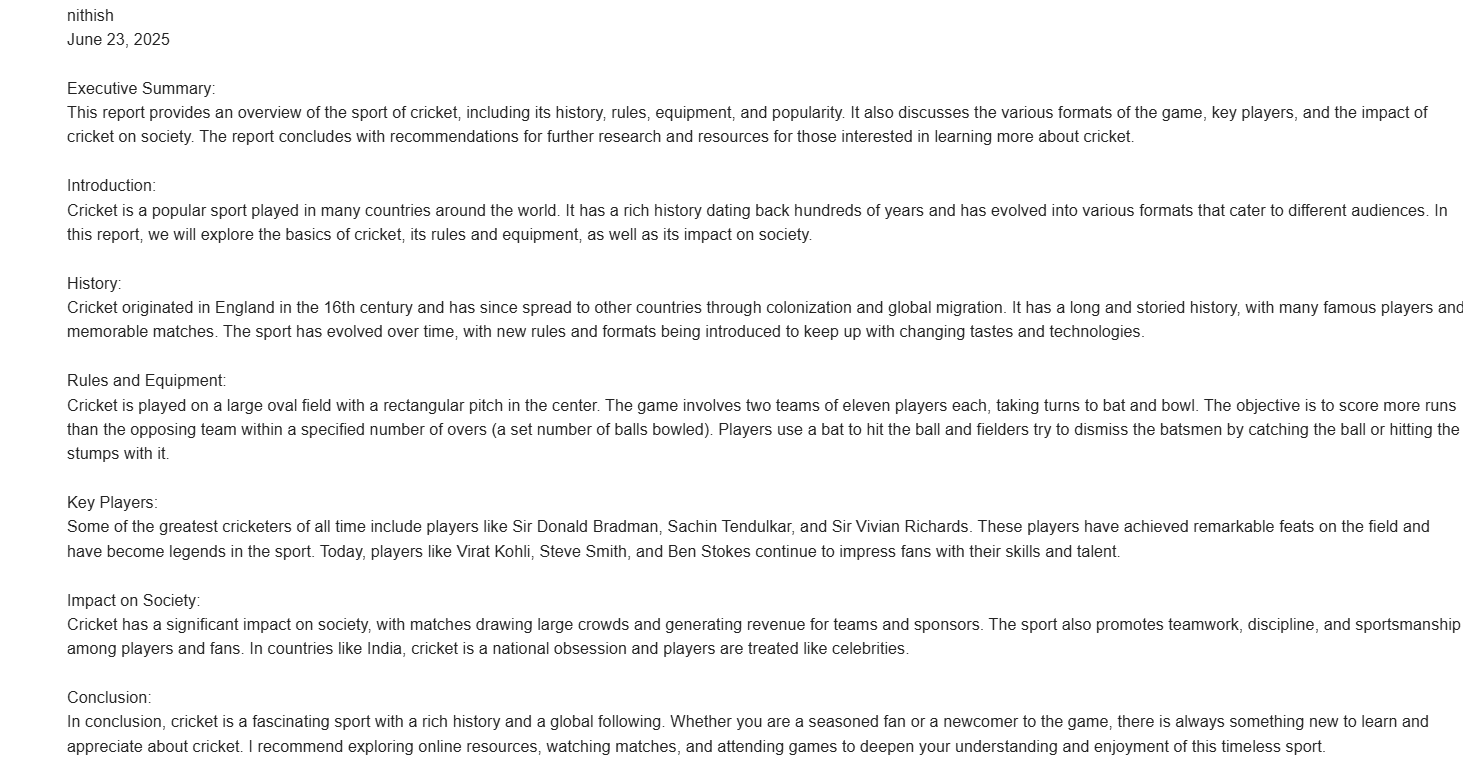 nithish
June 23, 2025
Executive Summary:
This report provides an overview of the sport of cricket, including its history, rules, equipment, and popularity. It also discusses the various formats of the game, key players, and the impact of
cricket on society. The report concludes with recommendations for further research and resources for those interested in learning more about cricket.
Introduction:
Cricket is a popular sport played in many countries around the world. It has a rich history dating back hundreds of years and has evolved into various formats that cater to different audiences. In
this report, we will explore the basics of cricket, its rules and equipment, as well as its impact on society.
History:
Cricket originated in England in the 16th century and has since spread to other countries through colonization and global migration. It has a long and storied history, with many famous players and
memorable matches. The sport has evolved over time, with new rules and formats being introduced to keep up with changing tastes and technologies.
Rules and Equipment:
Cricket is played on a large oval field with a rectangular pitch in the center. The game involves two teams of eleven players each, taking turns to bat and bowl. The objective is to score more runs
than the opposing team within a specified number of overs (a set number of balls bowled). Players use a bat to hit the ball and fielders try to dismiss the batsmen by catching the ball or hitting the
stumps with it.
Key Players:
Some of the greatest cricketers of all time include players like Sir Donald Bradman, Sachin Tendulkar, and Sir Vivian Richards. These players have achieved remarkable feats on the field and
have become legends in the sport. Today, players like Virat Kohli, Steve Smith, and Ben Stokes continue to impress fans with their skills and talent.
Impact on Society:
Cricket has a significant impact on society, with matches drawing large crowds and generating revenue for teams and sponsors. The sport also promotes teamwork, discipline, and sportsmanship
among players and fans. In countries like India, cricket is a national obsession and players are treated like celebrities.
Conclusion:
In conclusion, cricket is a fascinating sport with a rich history and a global following. Whether you are a seasoned fan or a newcomer to the game, there is always something new to learn and
appreciate about cricket. I recommend exploring online resources, watching matches, and attending games to deepen your understanding and enjoyment of this timeless sport.